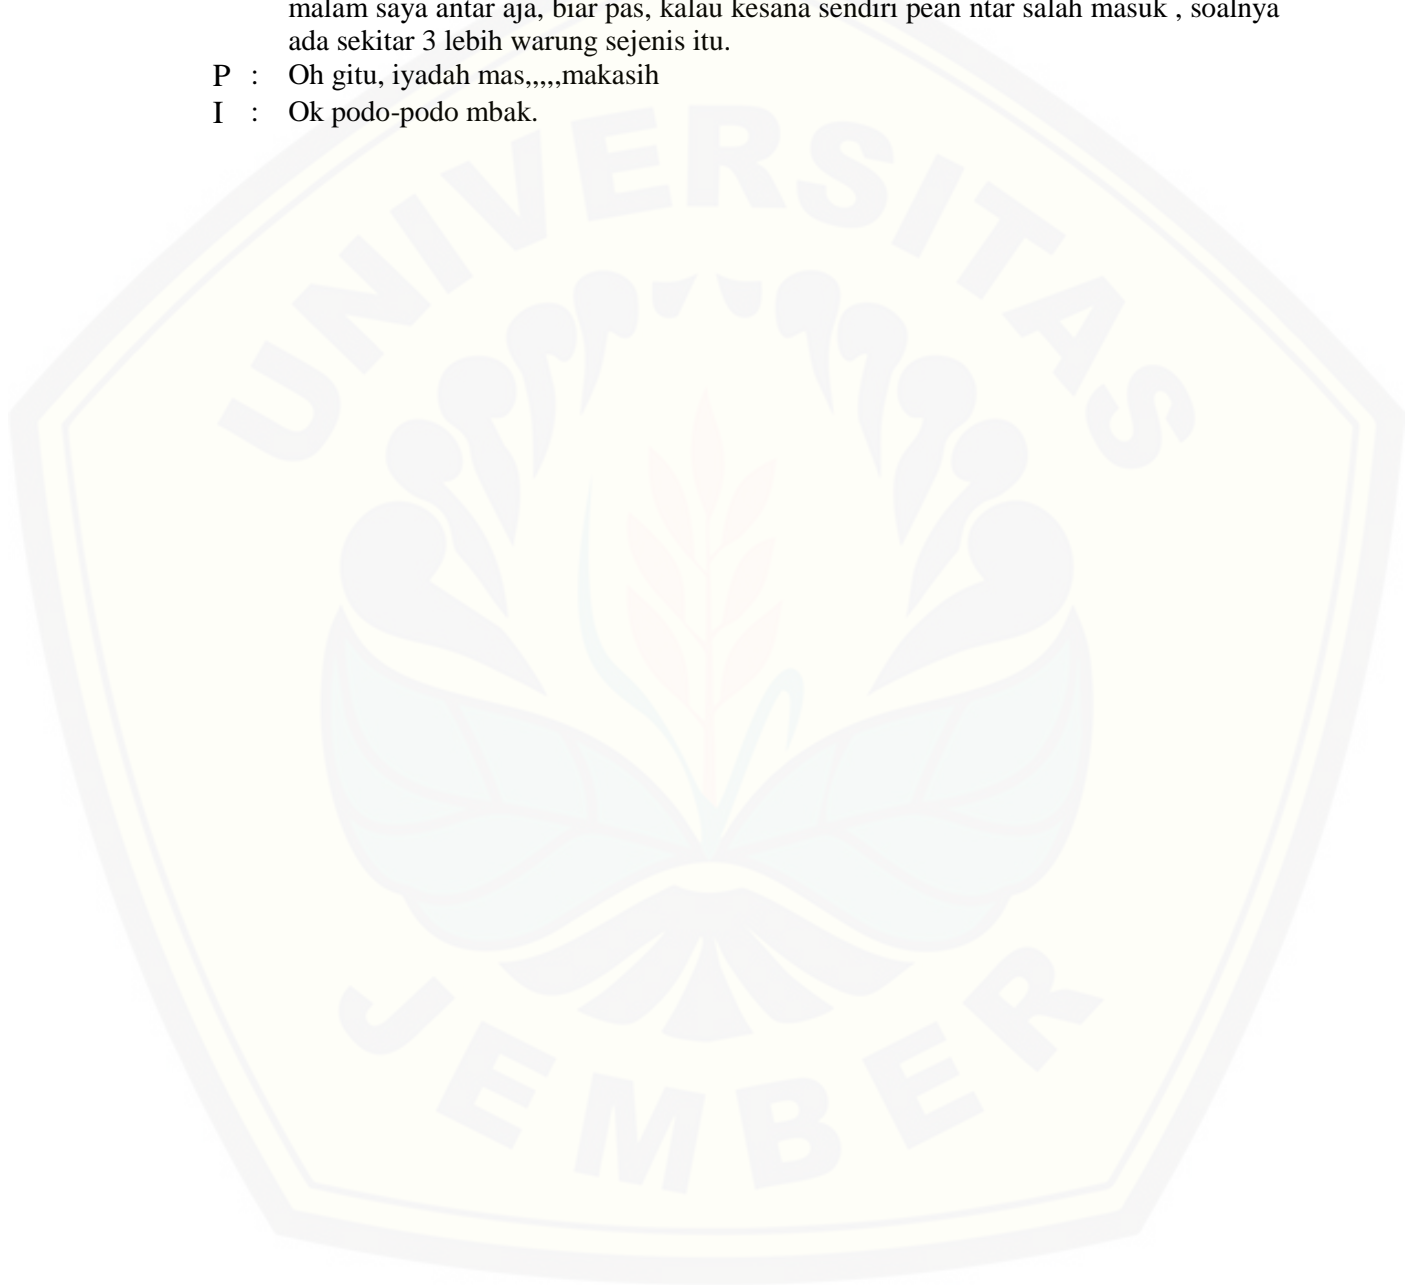 malam saya antar aja, biar pas, kalau kesana sendiri pean ntar salah masuk , soalnya
ada sekitar 3 lebih warung sejenis itu.
P : Oh gitu, iyadah mas,,,,,makasih
I : Ok podo-podo mbak.
UNIVERSITAS
JEMBER